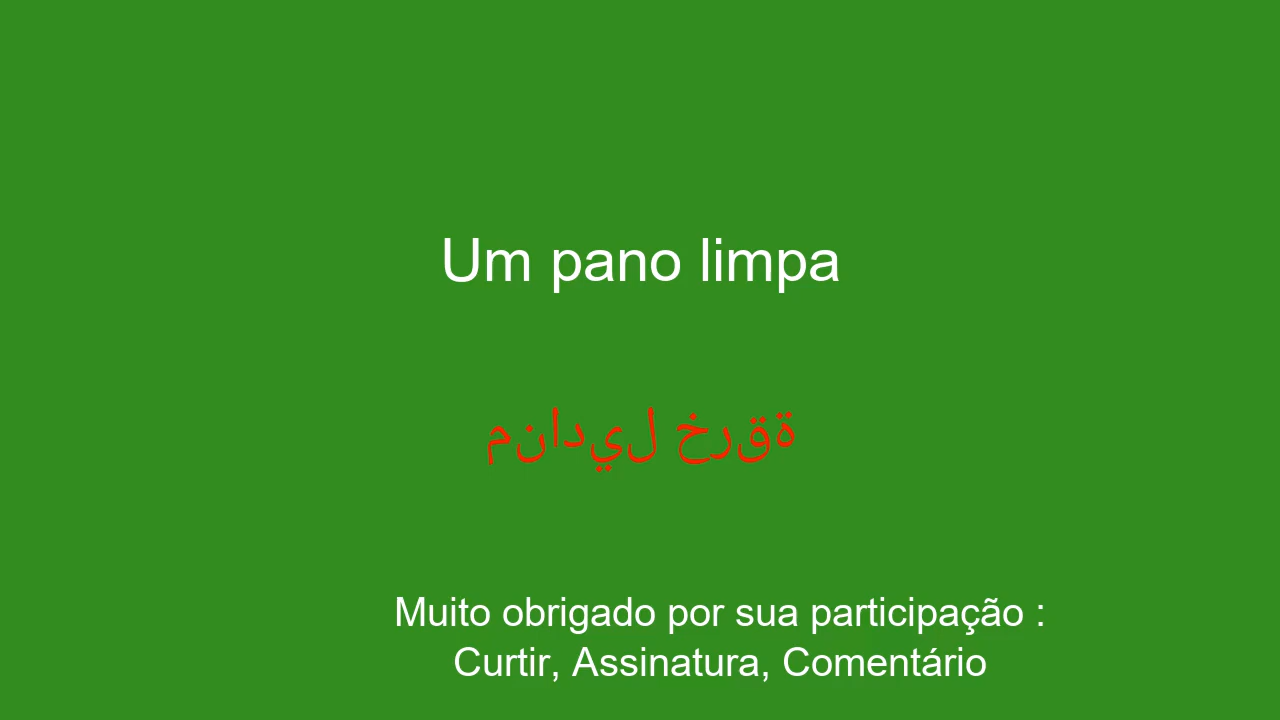 Um pano limpa
مناديل خرقة
Muito obrigado por sua participação :
Curtir, Assinatura, Comentário